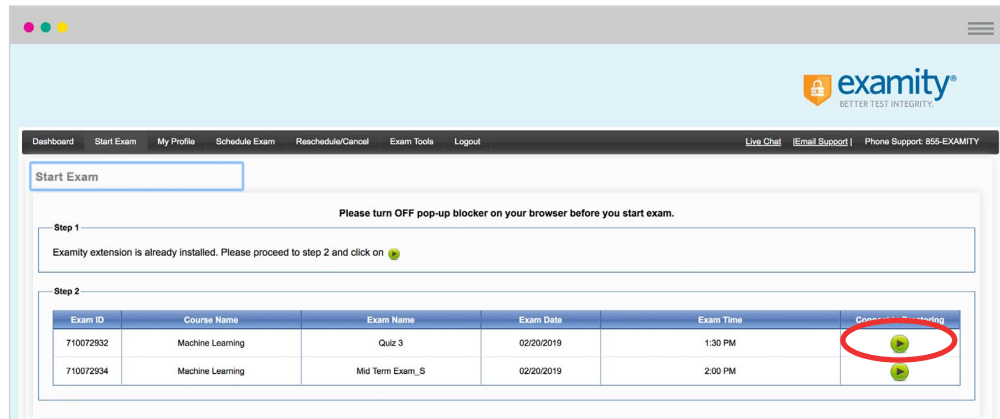 examity®
BETTER TEST INTEGRITY.
Dashboard Start Exam My Profile Schedule Exam Reschedule/Cancel Exam Tools Logout Live Chat |Email Support | Phone Support: 855-EXAMITY
Start Exam
Please turn OFF pop-up blocker on your browser before you start exam.
Step 1
Examity extension is already installed. Please proceed to step 2 and click on
Step 2
Exam ID Course Name Exam Name Exam Date Exam Time
710072932 Machine Learning Quiz 3 02/20/2019 1:30 PM
710072934 Machine Learning Mid Term Exam_S 02/20/2019 2:00 PM